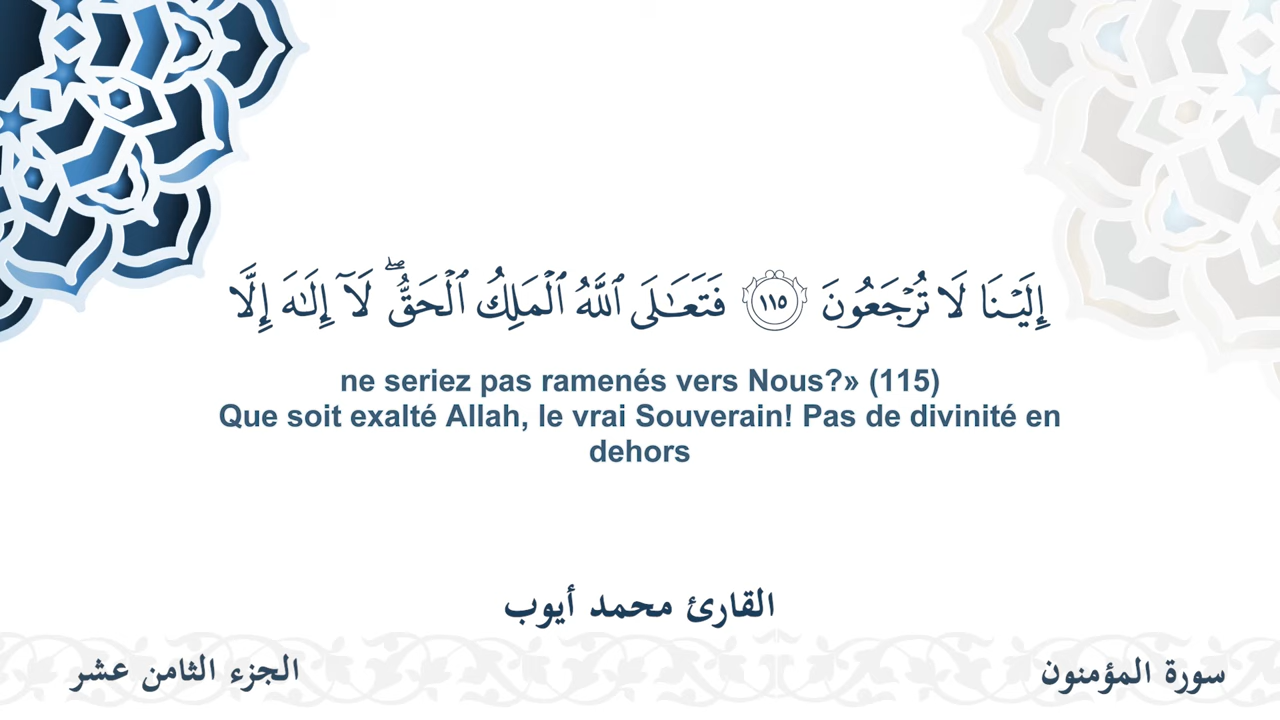 إِلَيْنَا لَا تُرْجَعُونَ ١١٥ فَتَعَٰلَى ٱللَّهُ ٱلْمَلِكُ ٱلْحَقُّ ۖ لَآ إِلَٰهَ إِلَّا
ne seriez pas ramenés vers Nous?» (115)
Que soit exalté Allah, le vrai Souverain! Pas de divinité en
dehors
القارئ محمد أيوب
سورة المؤمنون
الجزء الثامن عشر